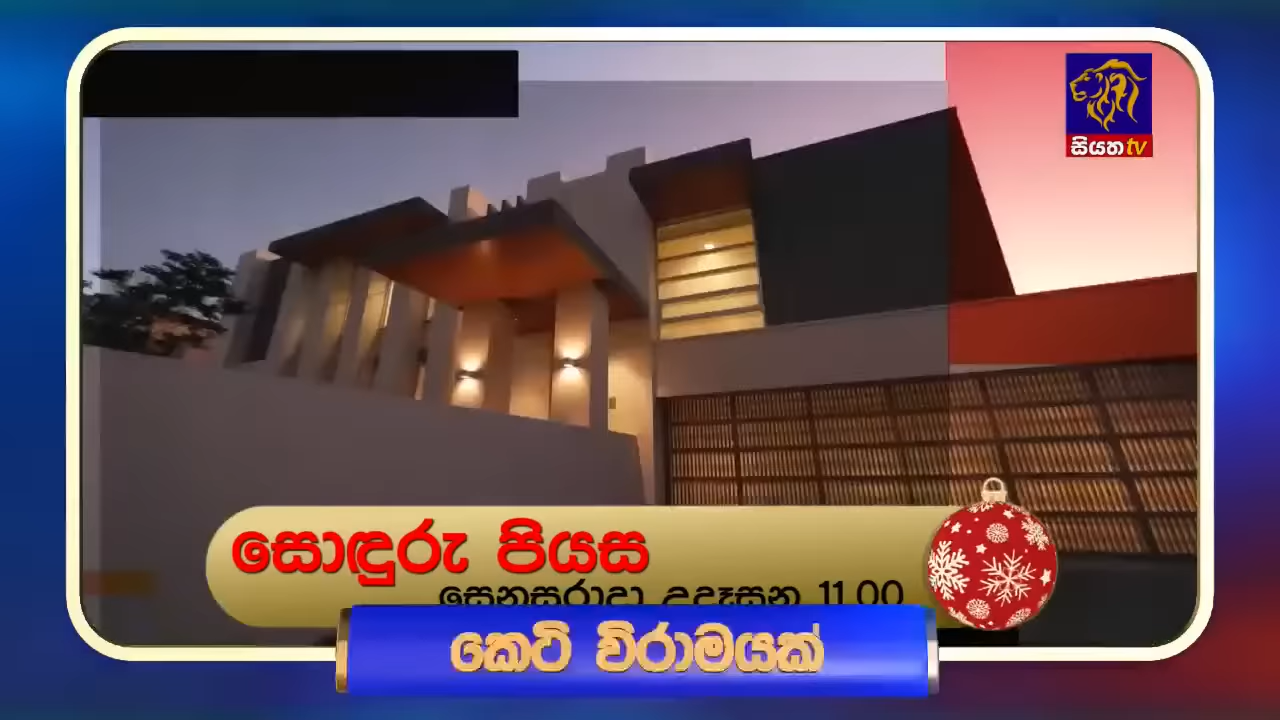 සියත tv
සොඳුරු පියස
සෙනසුරාදා උදෑසන 11.00
කෙටි විරාමයක්